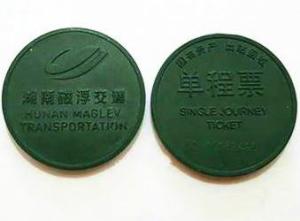 湖南磁浮交通
HUNAN MAGLEV
TRANSPORTATION
单程票
SINGLE JOURNEY
TICKET